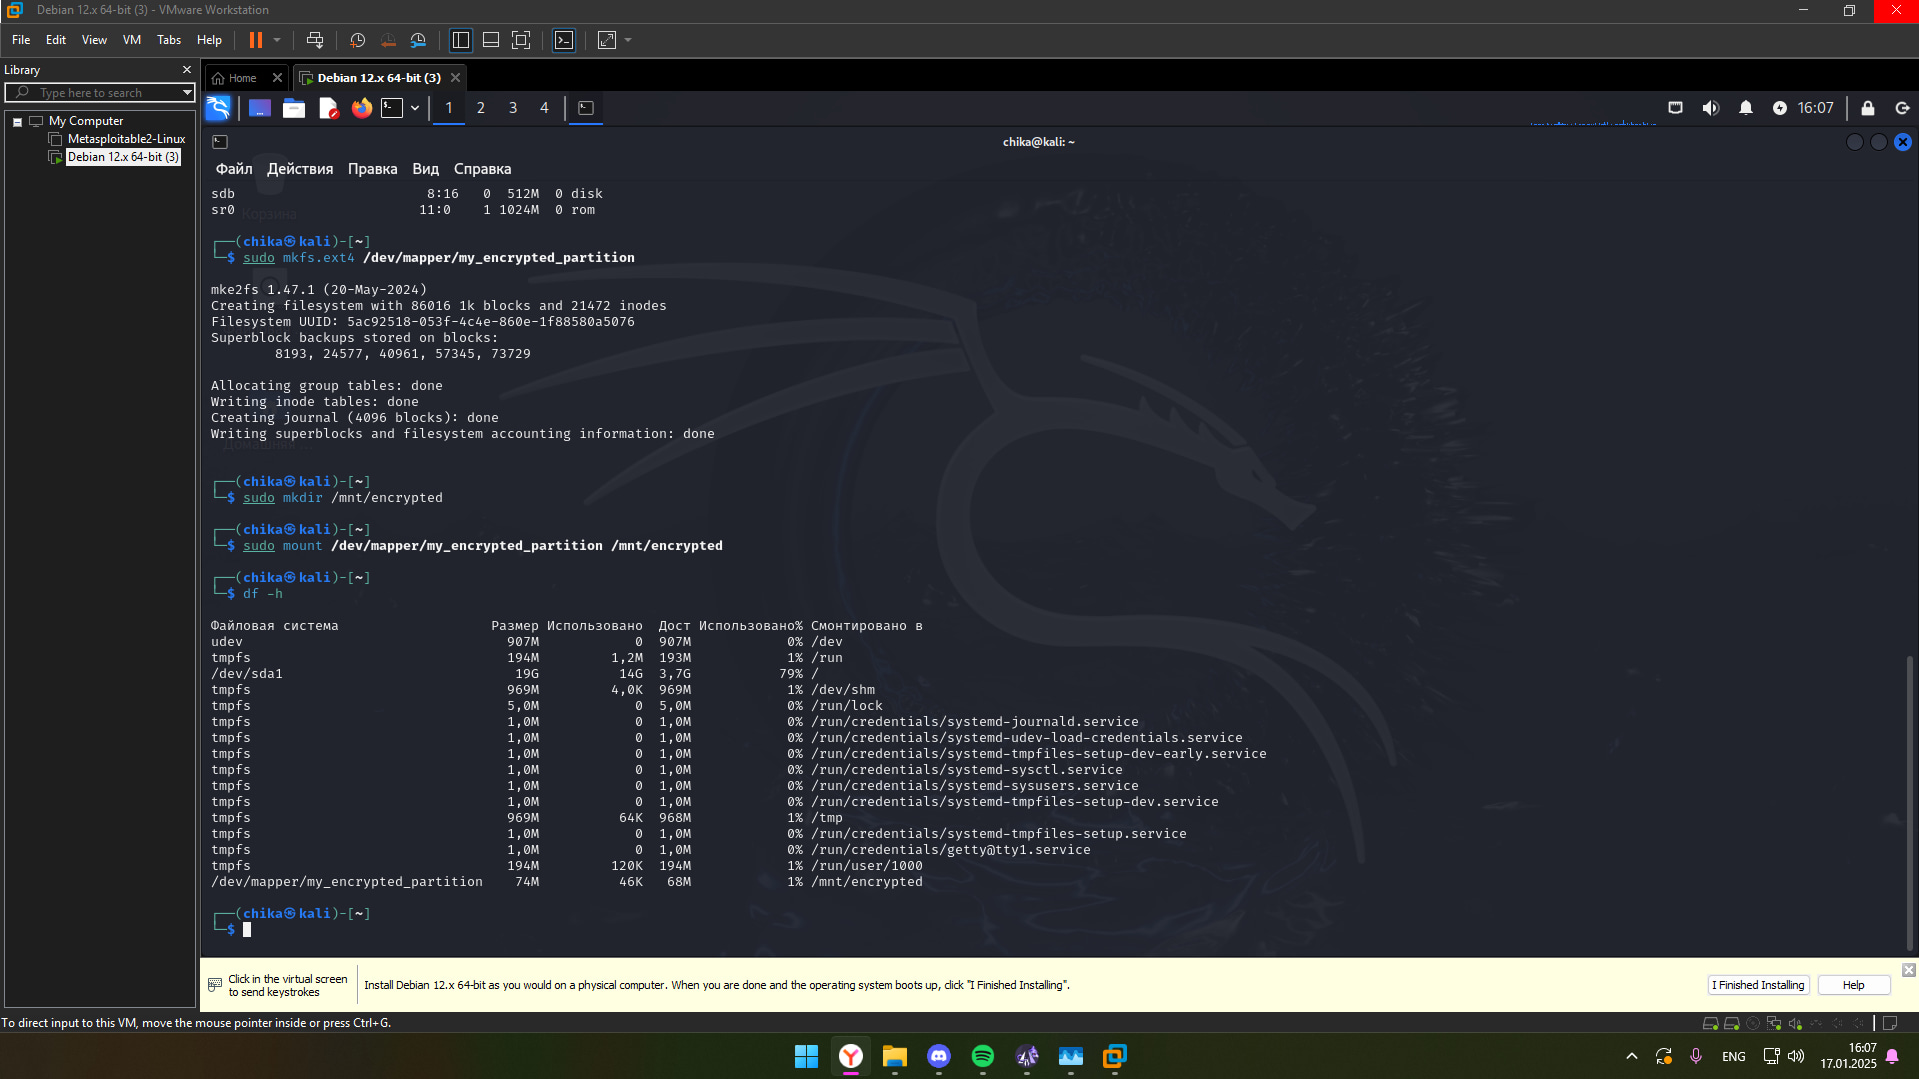 Debian 12.x 64-bit (3) - VMware Workstation
File Edit View VM Tabs Help
Library
Type here to search
My Computer
Metasploitable2-Linux
Debian 12.x 64-bit (3)
Home Debian 12.x 64-bit (3)
1 2 3 4 16:07
chika@kali: ~
Файл Действия Правка Вид Справка
sdb 8:16 0 512M 0 disk
sr0 11:0 1 1024M 0 rom
Корзина
┌──(chika㉿kali)-[~]
└─$ sudo mkfs.ext4 /dev/mapper/my_encrypted_partition
mke2fs 1.47.1 (20-May-2024)
Creating filesystem with 86016 1k blocks and 21472 inodes
Filesystem UUID: 5ac92518-053f-4c4e-860e-1f88580a5076
Superblock backups stored on blocks:
8193, 24577, 40961, 57345, 73729
Allocating group tables: done
Writing inode tables: done
Creating journal (4096 blocks): done
Writing superblocks and filesystem accounting information: done
┌──(chika㉿kali)-[~]
└─$ sudo mkdir /mnt/encrypted
┌──(chika㉿kali)-[~]
└─$ sudo mount /dev/mapper/my_encrypted_partition /mnt/encrypted
┌──(chika㉿kali)-[~]
└─$ df -h
Файловая система Размер Использовано Дост Использовано% Смонтировано в
udev 907M 0 907M 0% /dev
tmpfs 194M 1,2M 193M 1% /run
/dev/sda1 19G 14G 3,7G 79% /
tmpfs 969M 4,0K 969M 1% /dev/shm
tmpfs 5,0M 0 5,0M 0% /run/lock
tmpfs 1,0M 0 1,0M 0% /run/credentials/systemd-journald.service
tmpfs 1,0M 0 1,0M 0% /run/credentials/systemd-udev-load-credentials.service
tmpfs 1,0M 0 1,0M 0% /run/credentials/systemd-tmpfiles-setup-dev-early.service
tmpfs 1,0M 0 1,0M 0% /run/credentials/systemd-sysctl.service
tmpfs 1,0M 0 1,0M 0% /run/credentials/systemd-sysusers.service
tmpfs 1,0M 0 1,0M 0% /run/credentials/systemd-tmpfiles-setup-dev.service
tmpfs 969M 64K 968M 1% /tmp
tmpfs 1,0M 0 1,0M 0% /run/credentials/systemd-tmpfiles-setup.service
tmpfs 1,0M 0 1,0M 0% /run/credentials/getty@tty1.service
tmpfs 194M 120K 194M 1% /run/user/1000
/dev/mapper/my_encrypted_partition 74M 46K 68M 1% /mnt/encrypted
┌──(chika㉿kali)-[~]
└─$
Click in the virtual screen
to send keystrokes
Install Debian 12.x 64-bit as you would on a physical computer. When you are done and the operating system boots up, click "I Finished Installing".
I Finished Installing Help
To direct input to this VM, move the mouse pointer inside or press Ctrl+G.
ENG 16:07
17.01.2025